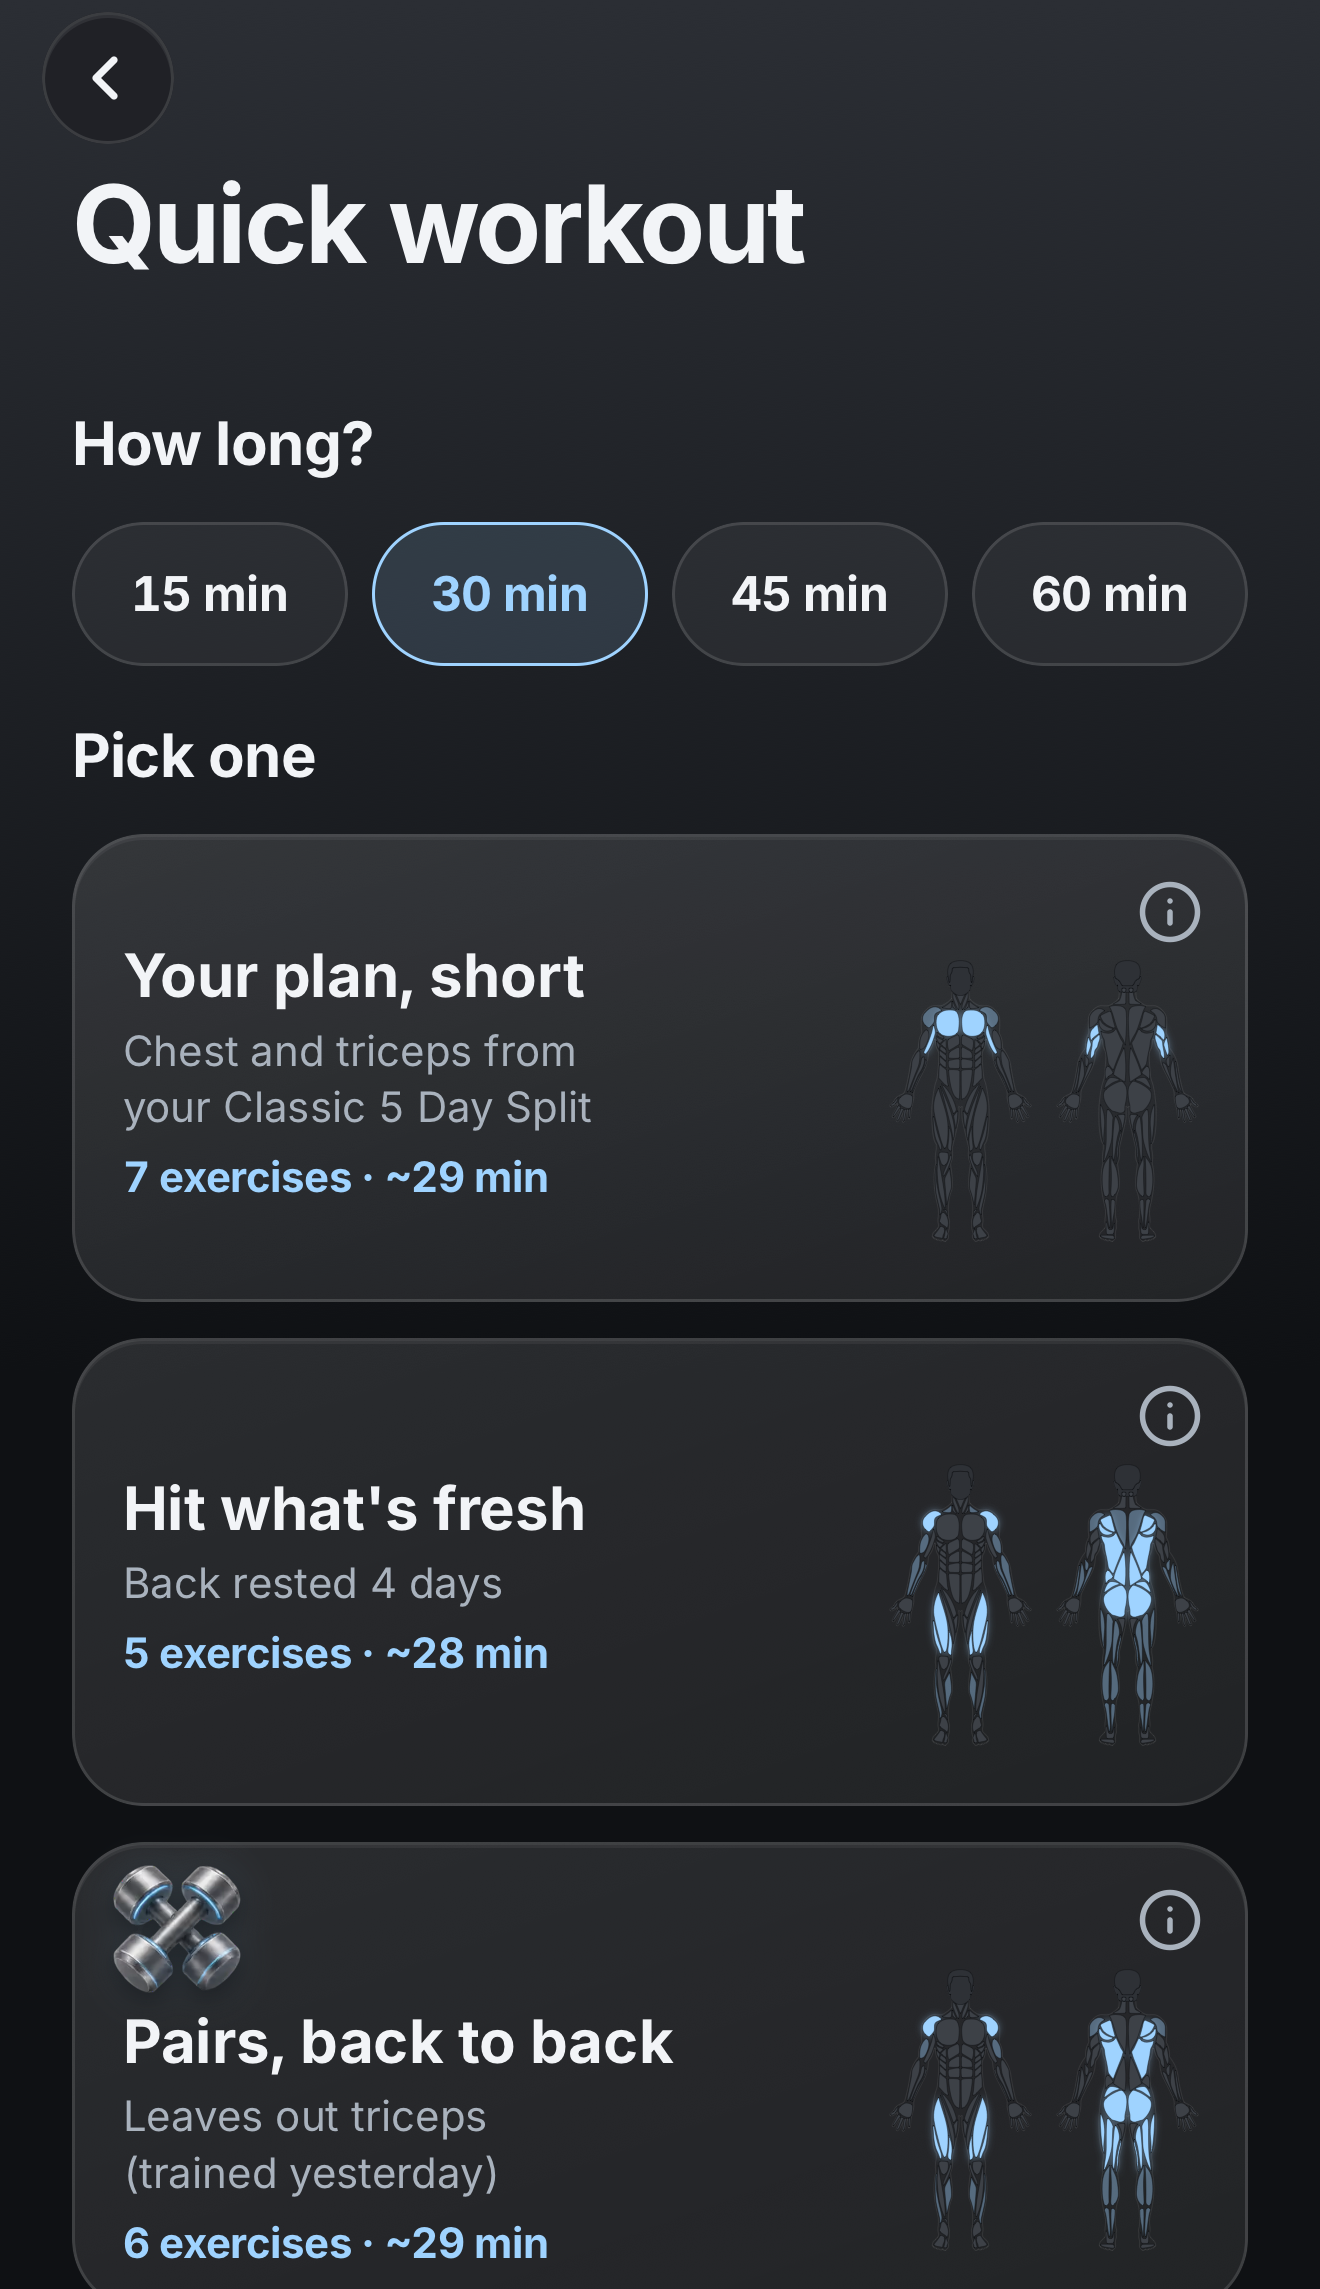 Quick workout
How long?
15 min
30 min
45 min
60 min
Pick one
Your plan, short
Chest and triceps from
your Classic 5 Day Split
7 exercises · ~29 min
Hit what's fresh
Back rested 4 days
5 exercises · ~28 min
Pairs, back to back
Leaves out triceps
(trained yesterday)
6 exercises · ~29 min